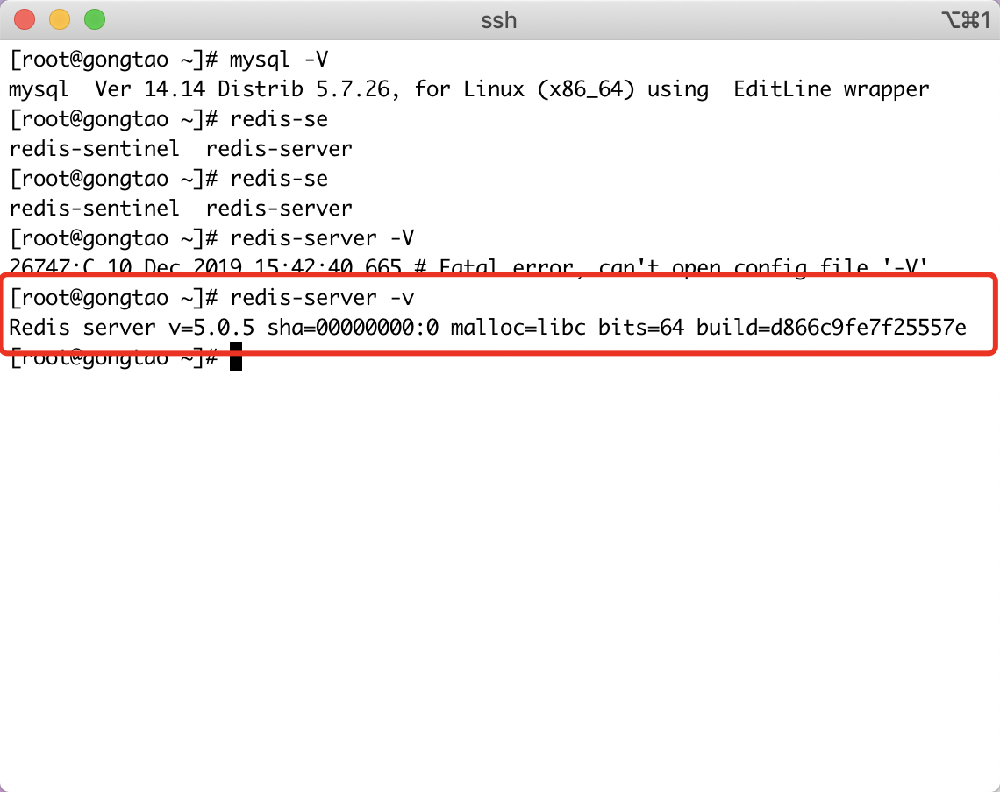 ssh
⌥⌘1
[root@gongtao ~]# mysql -V
mysql  Ver 14.14 Distrib 5.7.26, for Linux (x86_64) using  EditLine wrapper
[root@gongtao ~]# redis-se
redis-sentinel  redis-server
[root@gongtao ~]# redis-se
redis-sentinel  redis-server
[root@gongtao ~]# redis-server -V
26747:C 10 Dec 2019 15:42:40.665 # Fatal error, can't open config file '-V'
[root@gongtao ~]# redis-server -v
Redis server v=5.0.5 sha=00000000:0 malloc=libc bits=64 build=d866c9fe7f25557e
[root@gongtao ~]#